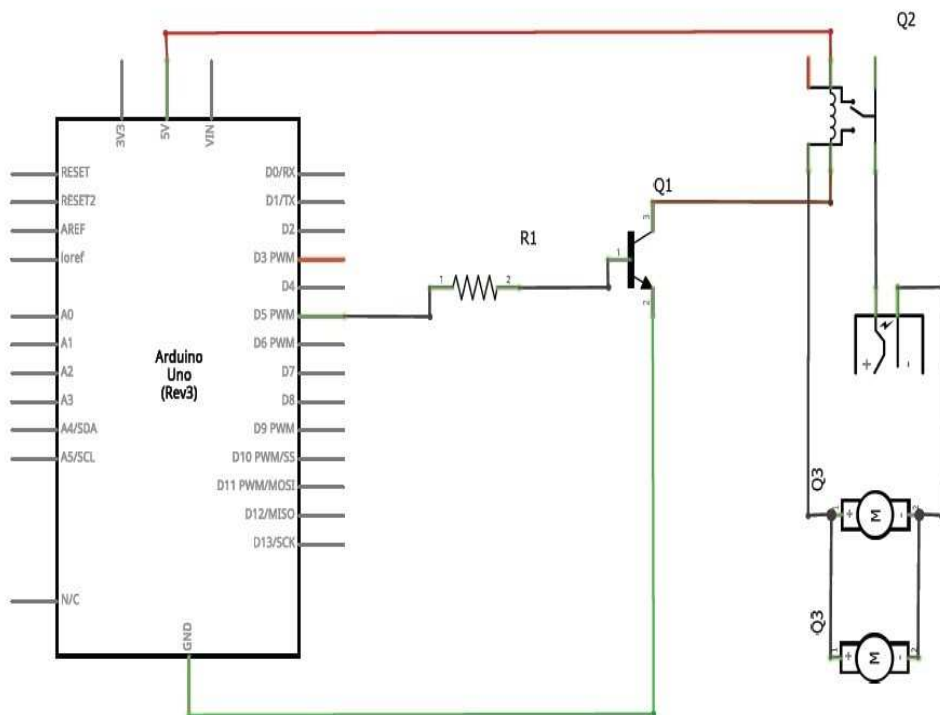 Q2
3V3
5V
VIN
RESET
D0/RX
RESET2
D1/TX
Q1
AREF
D2
3
R1
Ioref
D3 PWM
1
D4
1
2
2
A0
D5 PWM
A1
D6 PWM
Arduino
Uno
(Rev3)
A2
D7
+
-
A3
D8
A4/SDA
D9 PWM
A5/SCL
D10 PWM/SS
D11 PWM/MOSI
Q3
D12/MISO
1
+
M
-
2
D13/SCK
N/C
Q3
GND
1
+
M
-
2